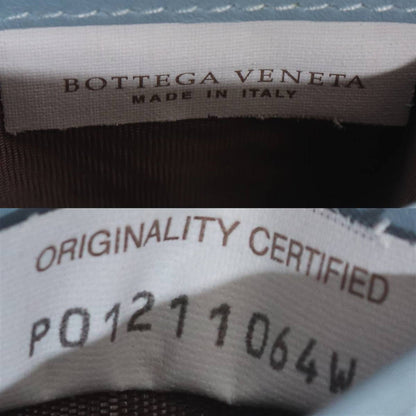 BOTTEGA VENETA
MADE IN ITALY
ORIGINALITY CERTIFIED
P01211064W